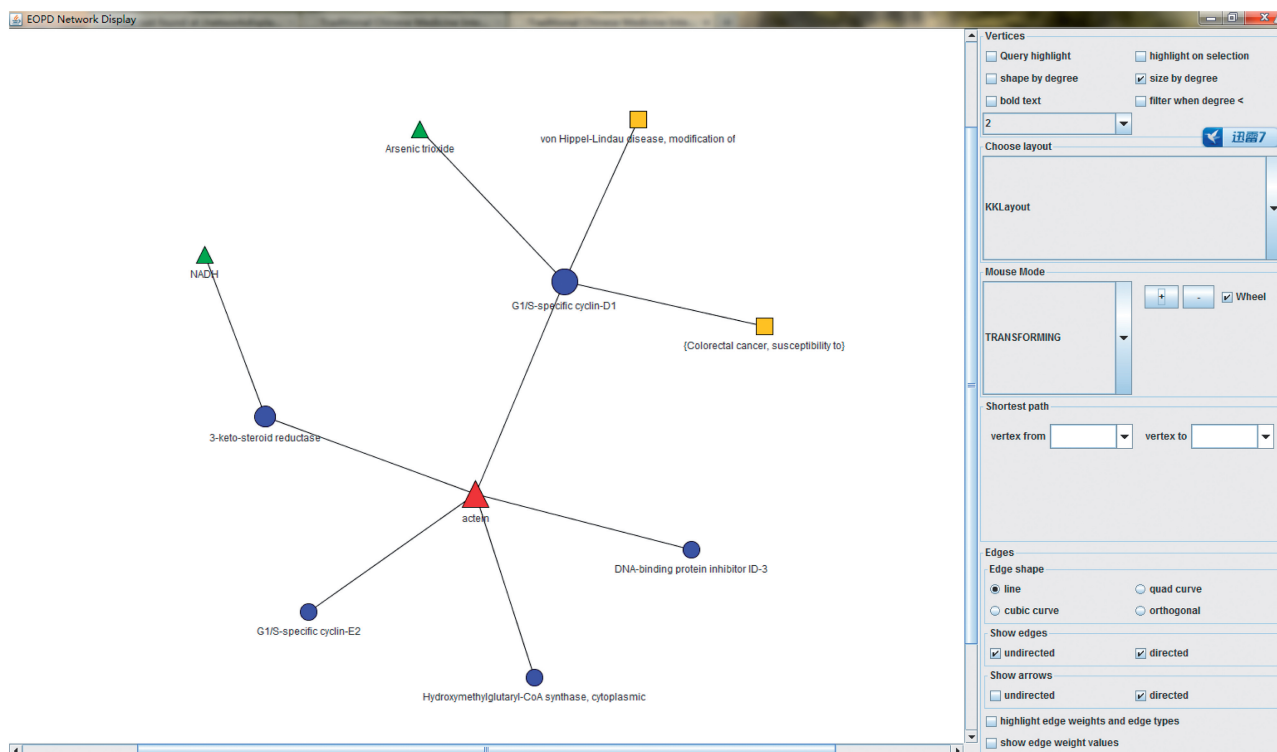 EOPD Network Display
Arsenic trioxide
von Hippel-Lindau disease, modification of
NADH
G1/S-specific cyclin-D1
{Colorectal cancer, susceptibility to}
3-keto-steroid reductase
actein
DNA-binding protein inhibitor ID-3
G1/S-specific cyclin-E2
Hydroxymethylglutaryl-CoA synthase, cytoplasmic
Vertices
Query highlight
highlight on selection
shape by degree
size by degree
bold text
filter when degree <
2
迅雷7
Choose layout
KKLayout
Mouse Mode
TRANSFORMING
+
-
Wheel
Shortest path
vertex from
vertex to
Edges
Edge shape
line
quad curve
cubic curve
orthogonal
Show edges
undirected
directed
Show arrows
undirected
directed
highlight edge weights and edge types
show edge weight values